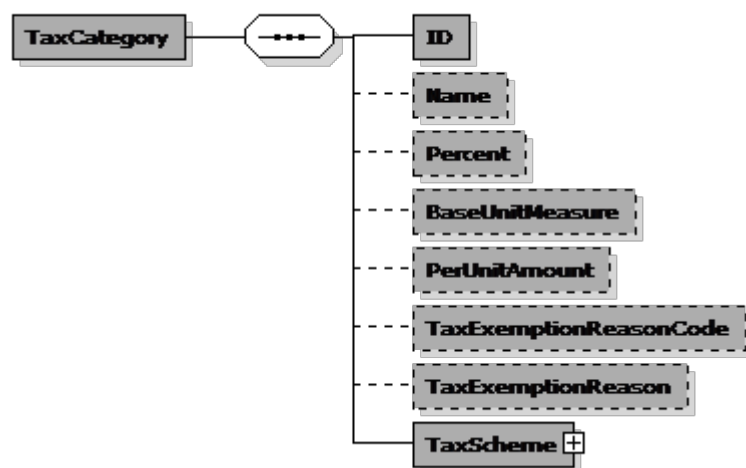 TaxCategory
ID
Name
Percent
BaseUnitMeasure
PerUnitAmount
TaxExemptionReasonCode
TaxExemptionReason
TaxScheme